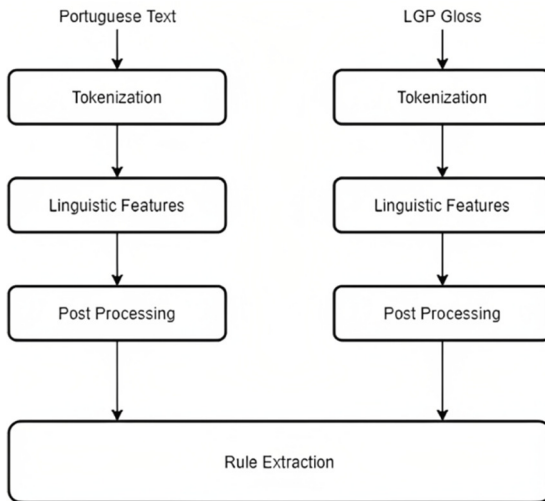 Portuguese Text
LGP Gloss
Tokenization
Tokenization
Linguistic Features
Linguistic Features
Post Processing
Post Processing
Rule Extraction